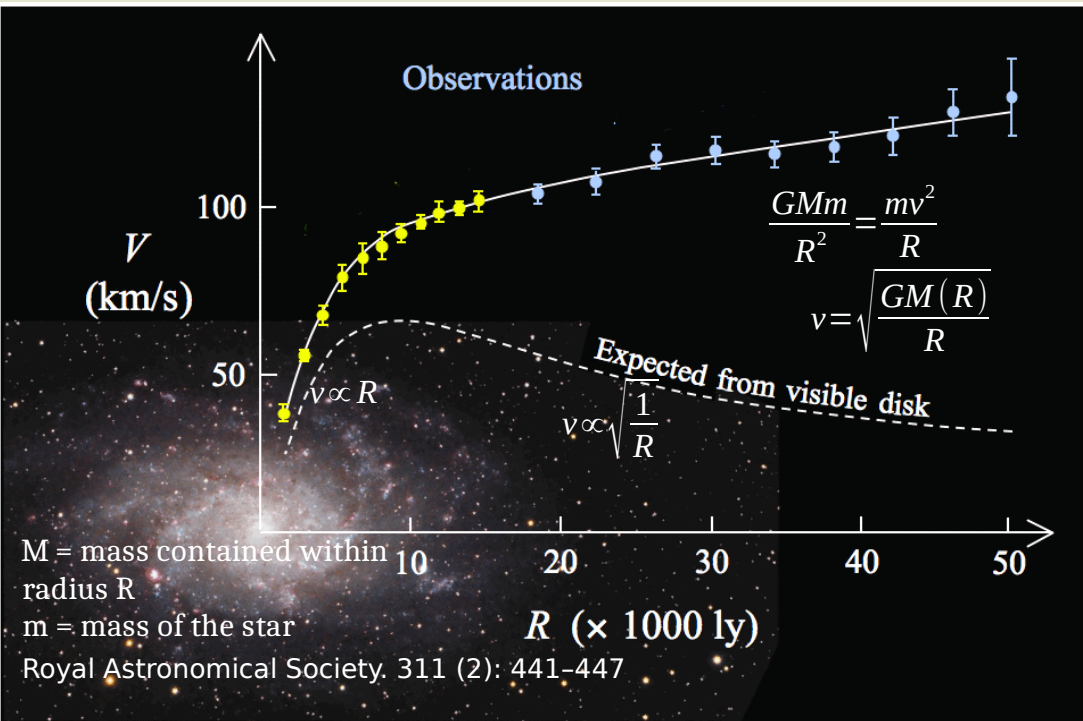 Observations
100
V
(km/s)
GMm/R² = mv²/R
v=√(GM(R)/R)
50
Expected from visible disk
v∝R
v∝√(1/R)
M = mass contained within
radius R
m = mass of the star
10 20 30 40 50
R (× 1000 ly)
Royal Astronomical Society. 311 (2): 441–447